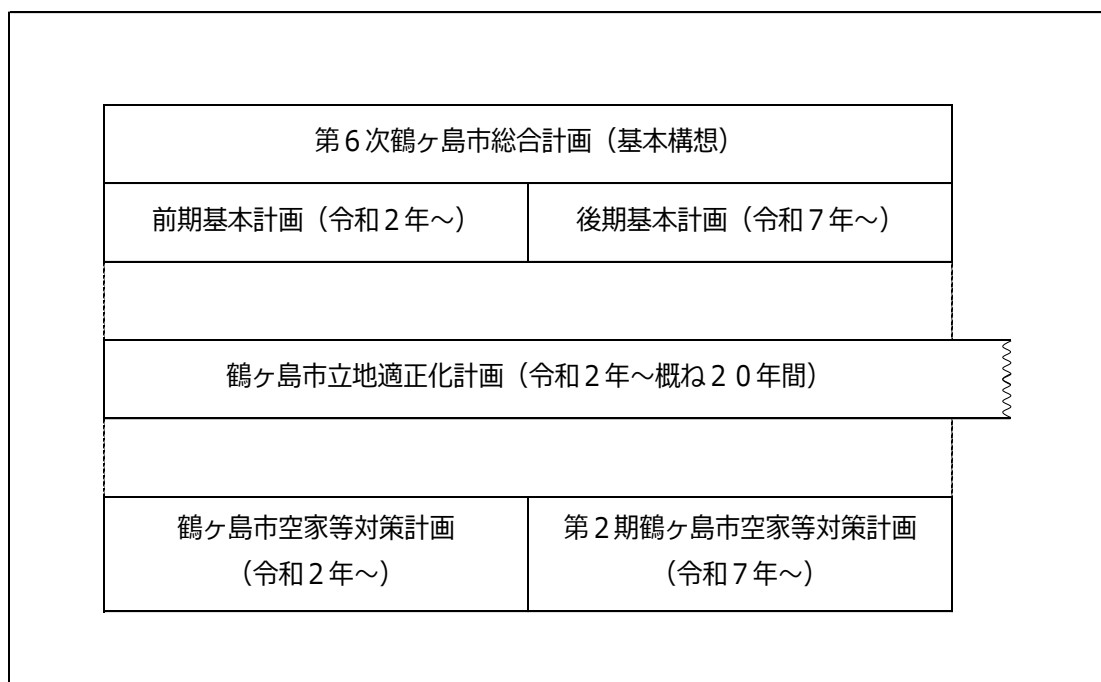 第６次鶴ヶ島市総合計画（基本構想）
前期基本計画（令和２年～）
後期基本計画（令和７年～）
鶴ヶ島市立地適正化計画（令和２年～概ね２０年間）
鶴ヶ島市空家等対策計画
（令和２年～）
第２期鶴ヶ島市空家等対策計画
（令和７年～）